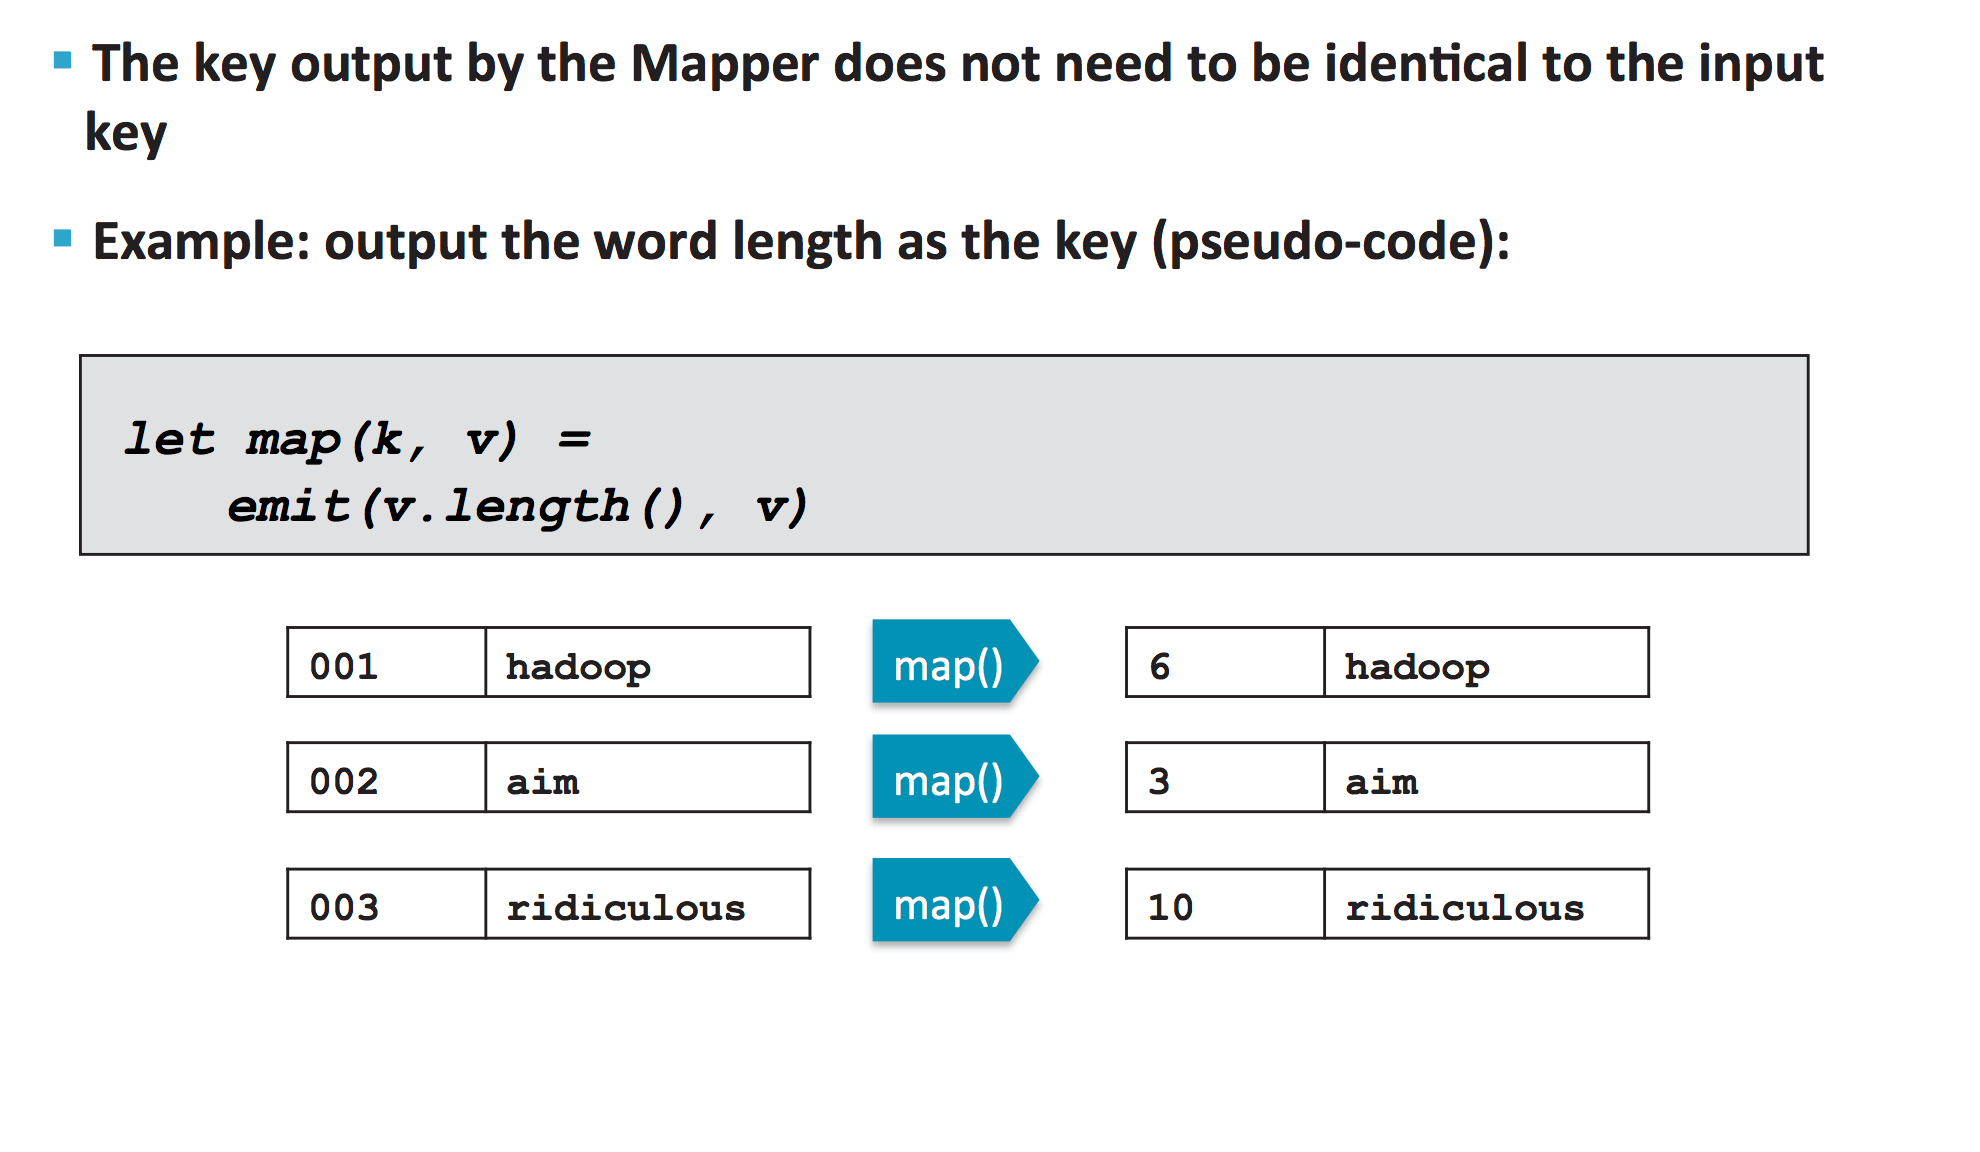 ▪ The key output by the Mapper does not need to be identical to the input
key
▪ Example: output the word length as the key (pseudo-code):
let map(k, v) =
emit(v.length(), v)
001 hadoop map() 6 hadoop
002 aim map() 3 aim
003 ridiculous map() 10 ridiculous